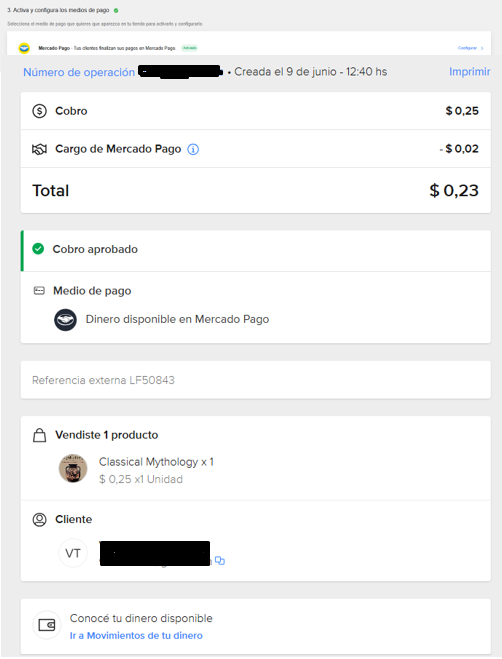 3. Activa y configura los medios de pago
Selecciona el medio de pago que quieres que aparezca en tu tienda para activarlo y configurarlo.
Mercado Pago - Tus clientes finalizan sus pagos en Mercado Pago. Activado Configurar >
Número de operación • Creada el 9 de junio - 12:40 hs Imprimir
Cobro $ 0,25
Cargo de Mercado Pago - $ 0,02
Total $ 0,23
Cobro aprobado
Medio de pago
Dinero disponible en Mercado Pago
Referencia externa LF50843
Vendiste 1 producto
Classical Mythology x 1
$ 0,25 x1 Unidad
Cliente
VT
Conocé tu dinero disponible
Ir a Movimientos de tu dinero